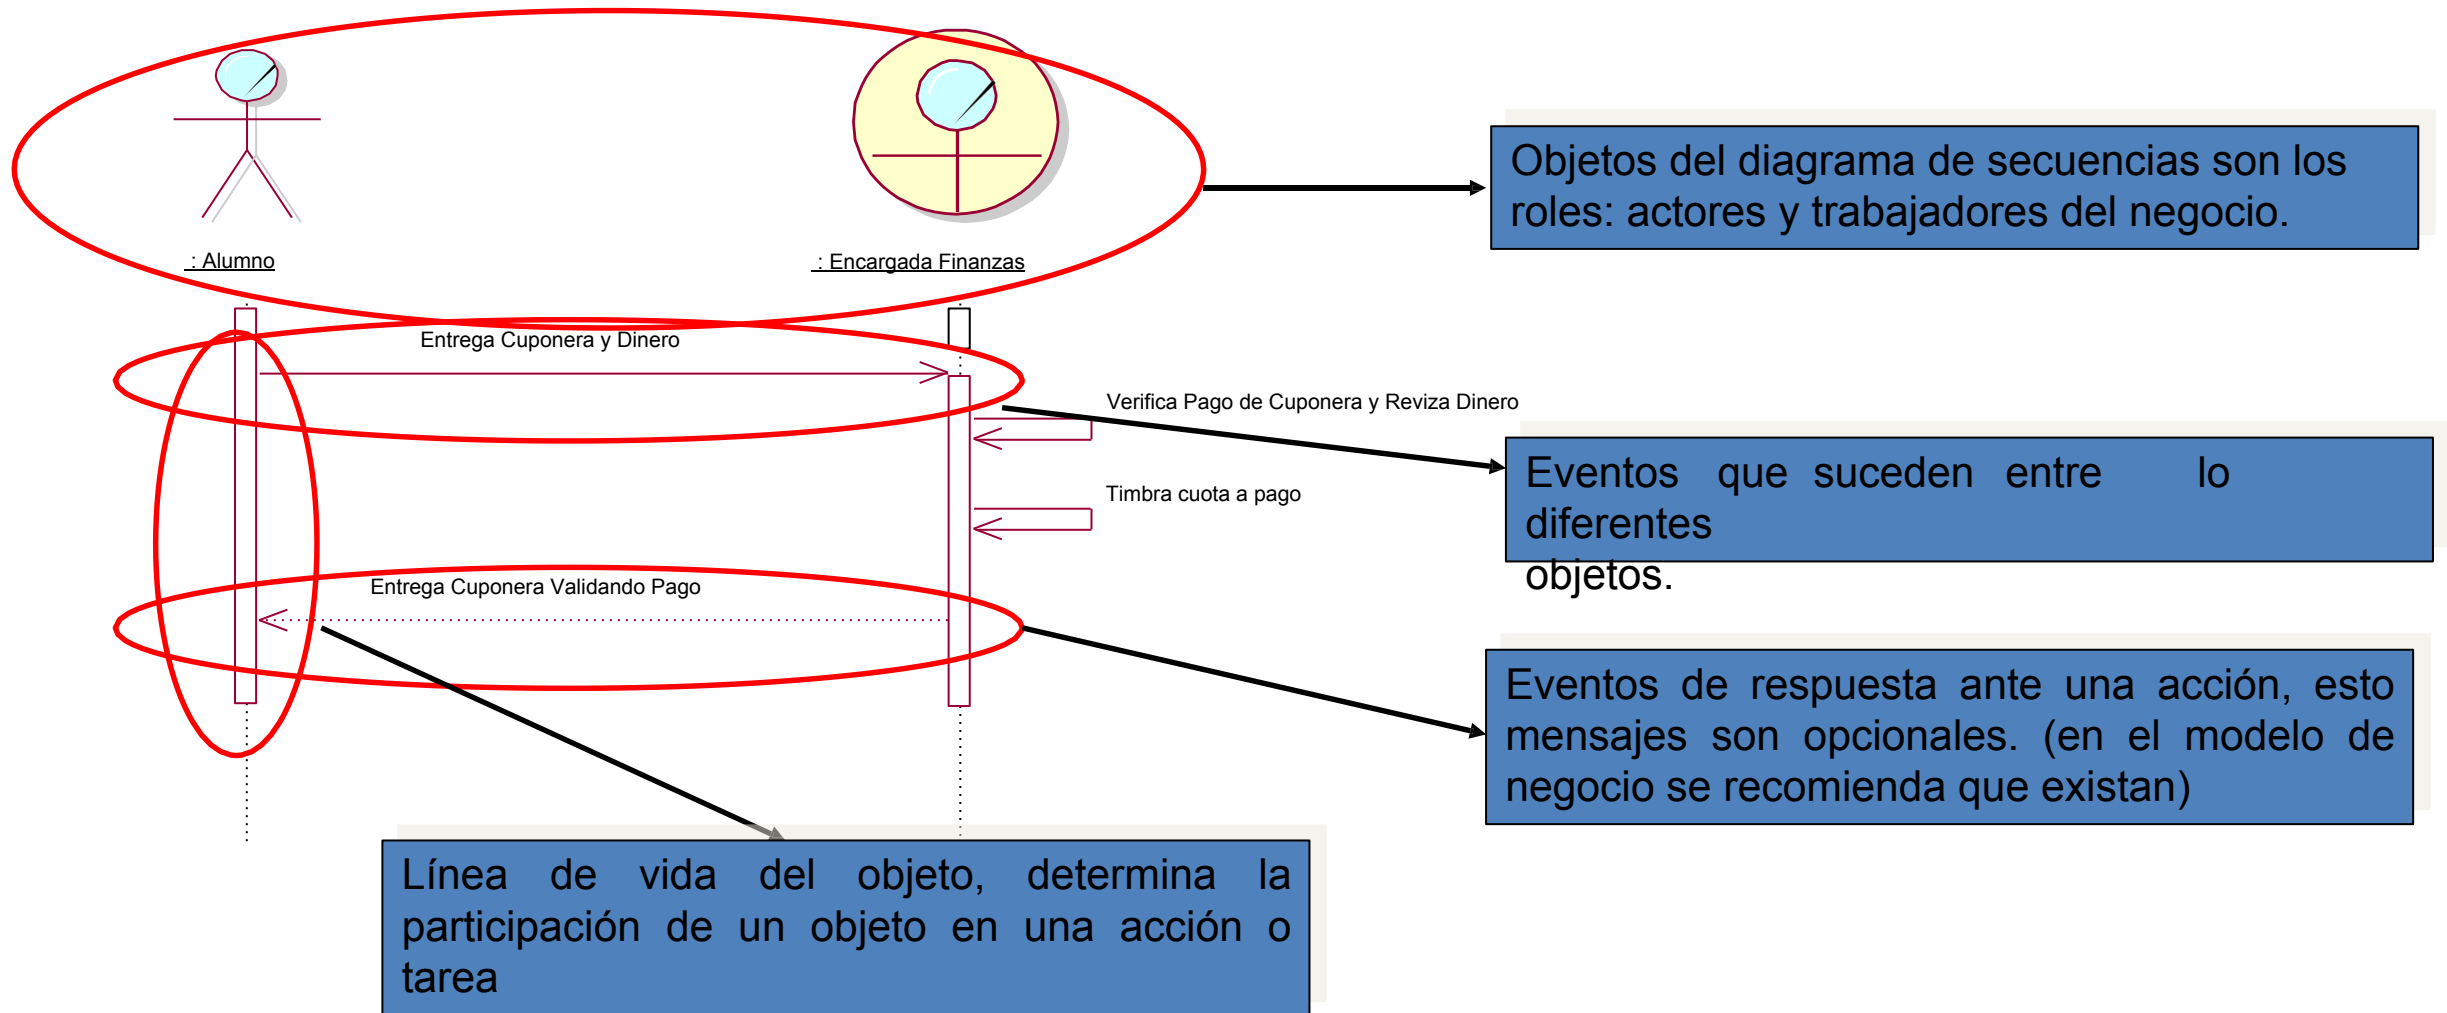 : Alumno
: Encargada Finanzas
Objetos del diagrama de secuencias son los
roles: actores y trabajadores del negocio.
Entrega Cuponera y Dinero
Verifica Pago de Cuponera y Reviza Dinero
Eventos que suceden entre lo
diferentes
objetos.
Timbra cuota a pago
Entrega Cuponera Validando Pago
Eventos de respuesta ante una acción, esto
mensajes son opcionales. (en el modelo de
negocio se recomienda que existan)
Línea de vida del objeto, determina la
participación de un objeto en una acción o
tarea